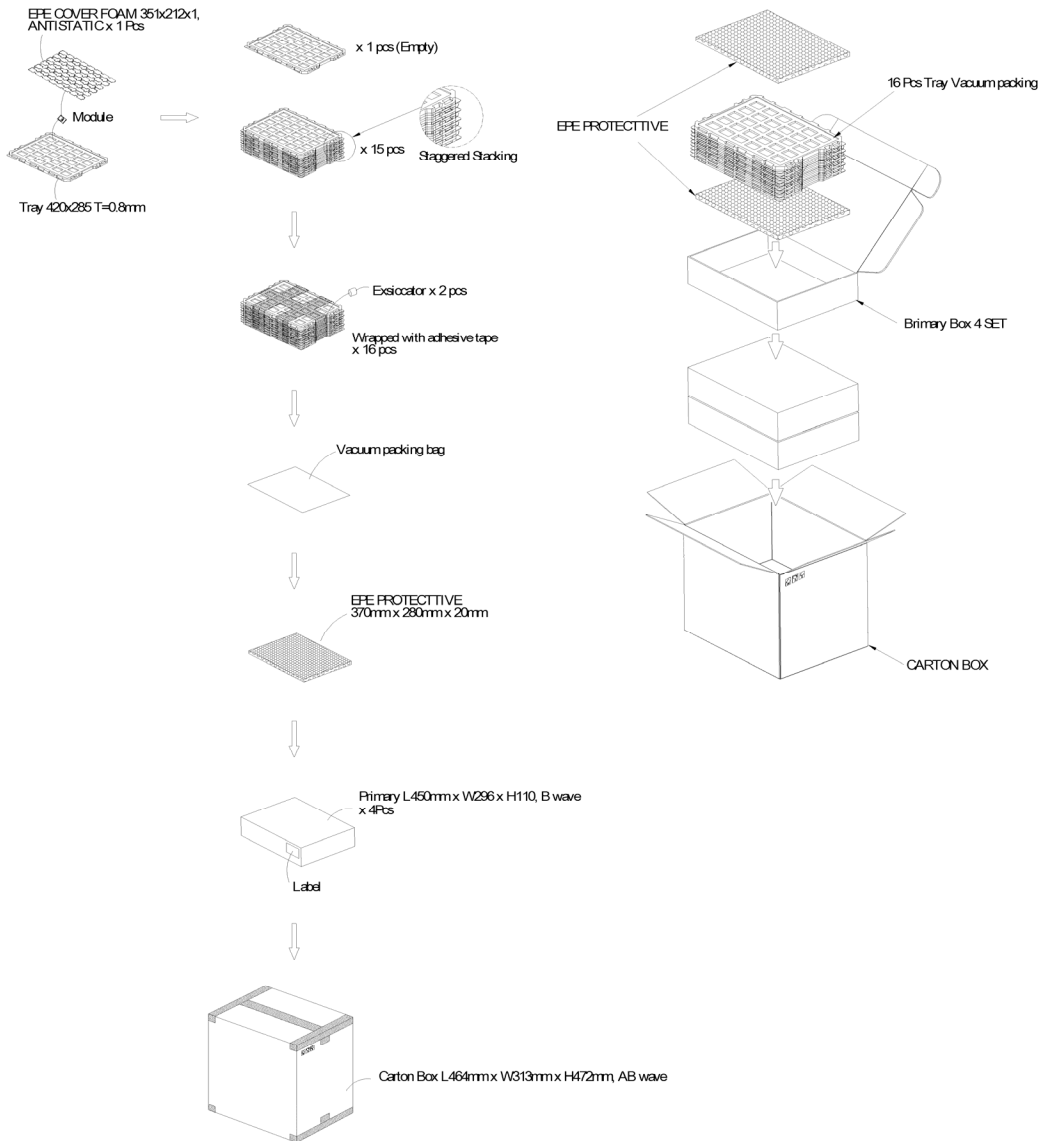 EPE COVER FOAM 351x212x1,
ANTISTATIC x 1 Pcs
Module
Tray 420x285 T=0.8mm
x 1 pcs (Empty)
x 15 pcs
Staggered Stacking
Exsiccator x 2 pcs
Wrapped with adhesive tape
x 16 pcs
Vacuum packing bag
EPE PROTECTTIVE
370mm x 280mm x 20mm
Primary L450mm x W296 x H110, B wave
x 4Pcs
Label
Carton Box L464mm x W313mm x H472mm, AB wave
16 Pcs Tray Vacuum packing
EPE PROTECTTIVE
Brimary Box 4 SET
CARTON BOX